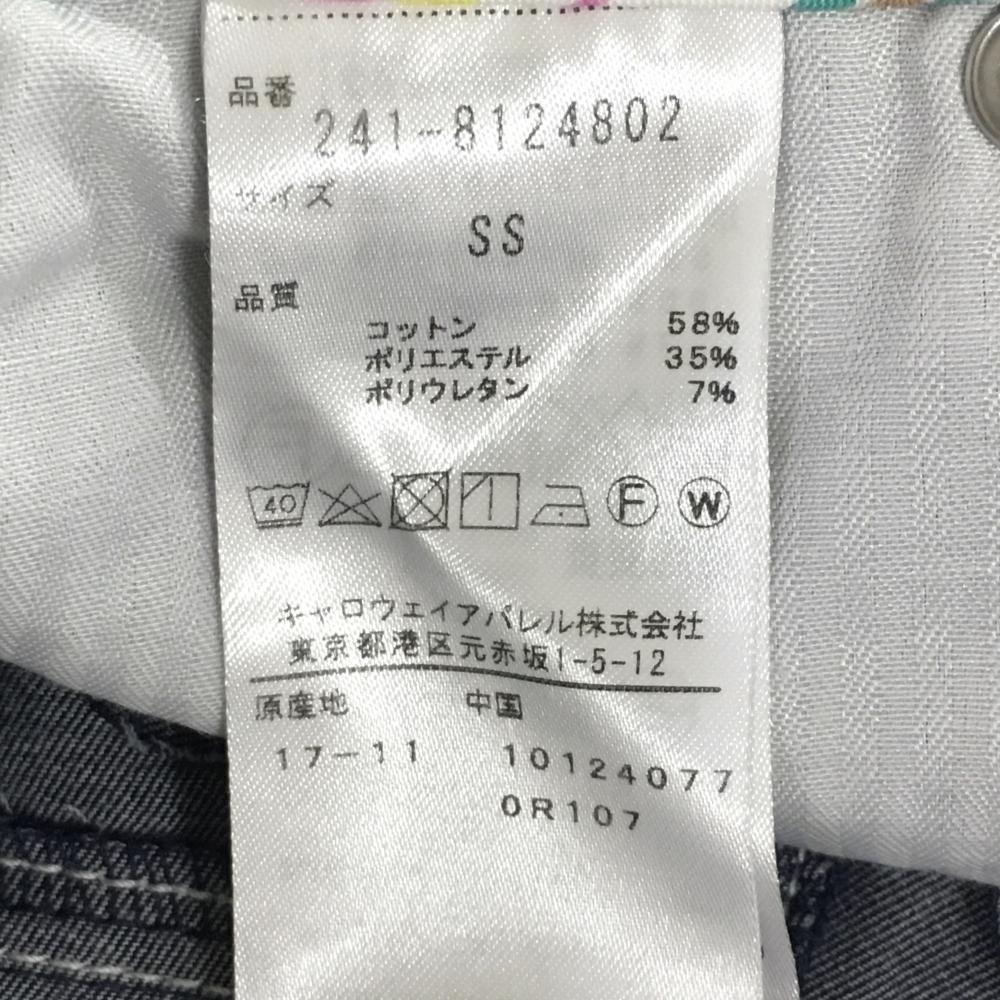 品番
241-8124802
サイズ
SS
品質
コットン 58%
ポリエステル 35%
ポリウレタン 7%
40 F W
キャロウェイアパレル株式会社
東京都港区元赤坂1-5-12
原産地 中国
17-11 10124077
0R107